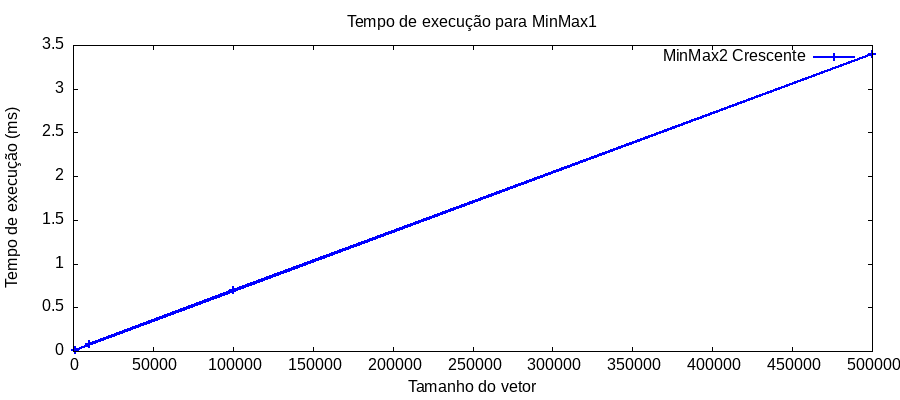 Tempo de execução para MinMax1
MinMax2 Crescente
Tempo de execução (ms)
3.5
3
2.5
2
1.5
1
0.5
0
0 50000 100000 150000 200000 250000 300000 350000 400000 450000 500000
Tamanho do vetor